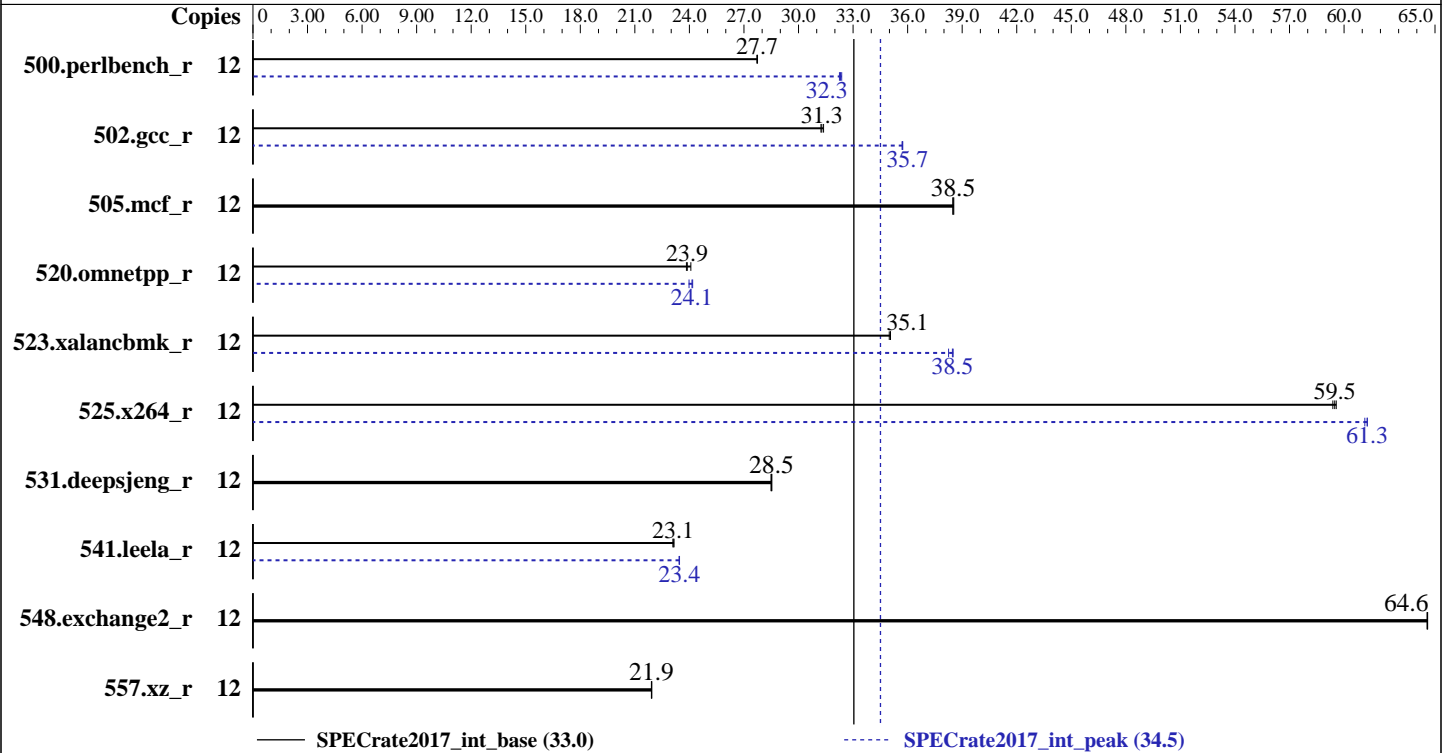 Copies 0 3.00 6.00 9.00 12.0 15.0 18.0 21.0 24.0 27.0 30.0 33.0 36.0 39.0 42.0 45.0 48.0 51.0 54.0 57.0 60.0 65.0
27.7
500.perlbench_r 12
32.3
31.3
502.gcc_r 12
35.7
38.5
505.mcf_r 12
23.9
520.omnetpp_r 12
24.1
35.1
523.xalancbmk_r 12
38.5
59.5
525.x264_r 12
61.3
28.5
531.deepsjeng_r 12
23.1
541.leela_r 12
23.4
64.6
548.exchange2_r 12
21.9
557.xz_r 12
SPECrate2017_int_base (33.0) SPECrate2017_int_peak (34.5)